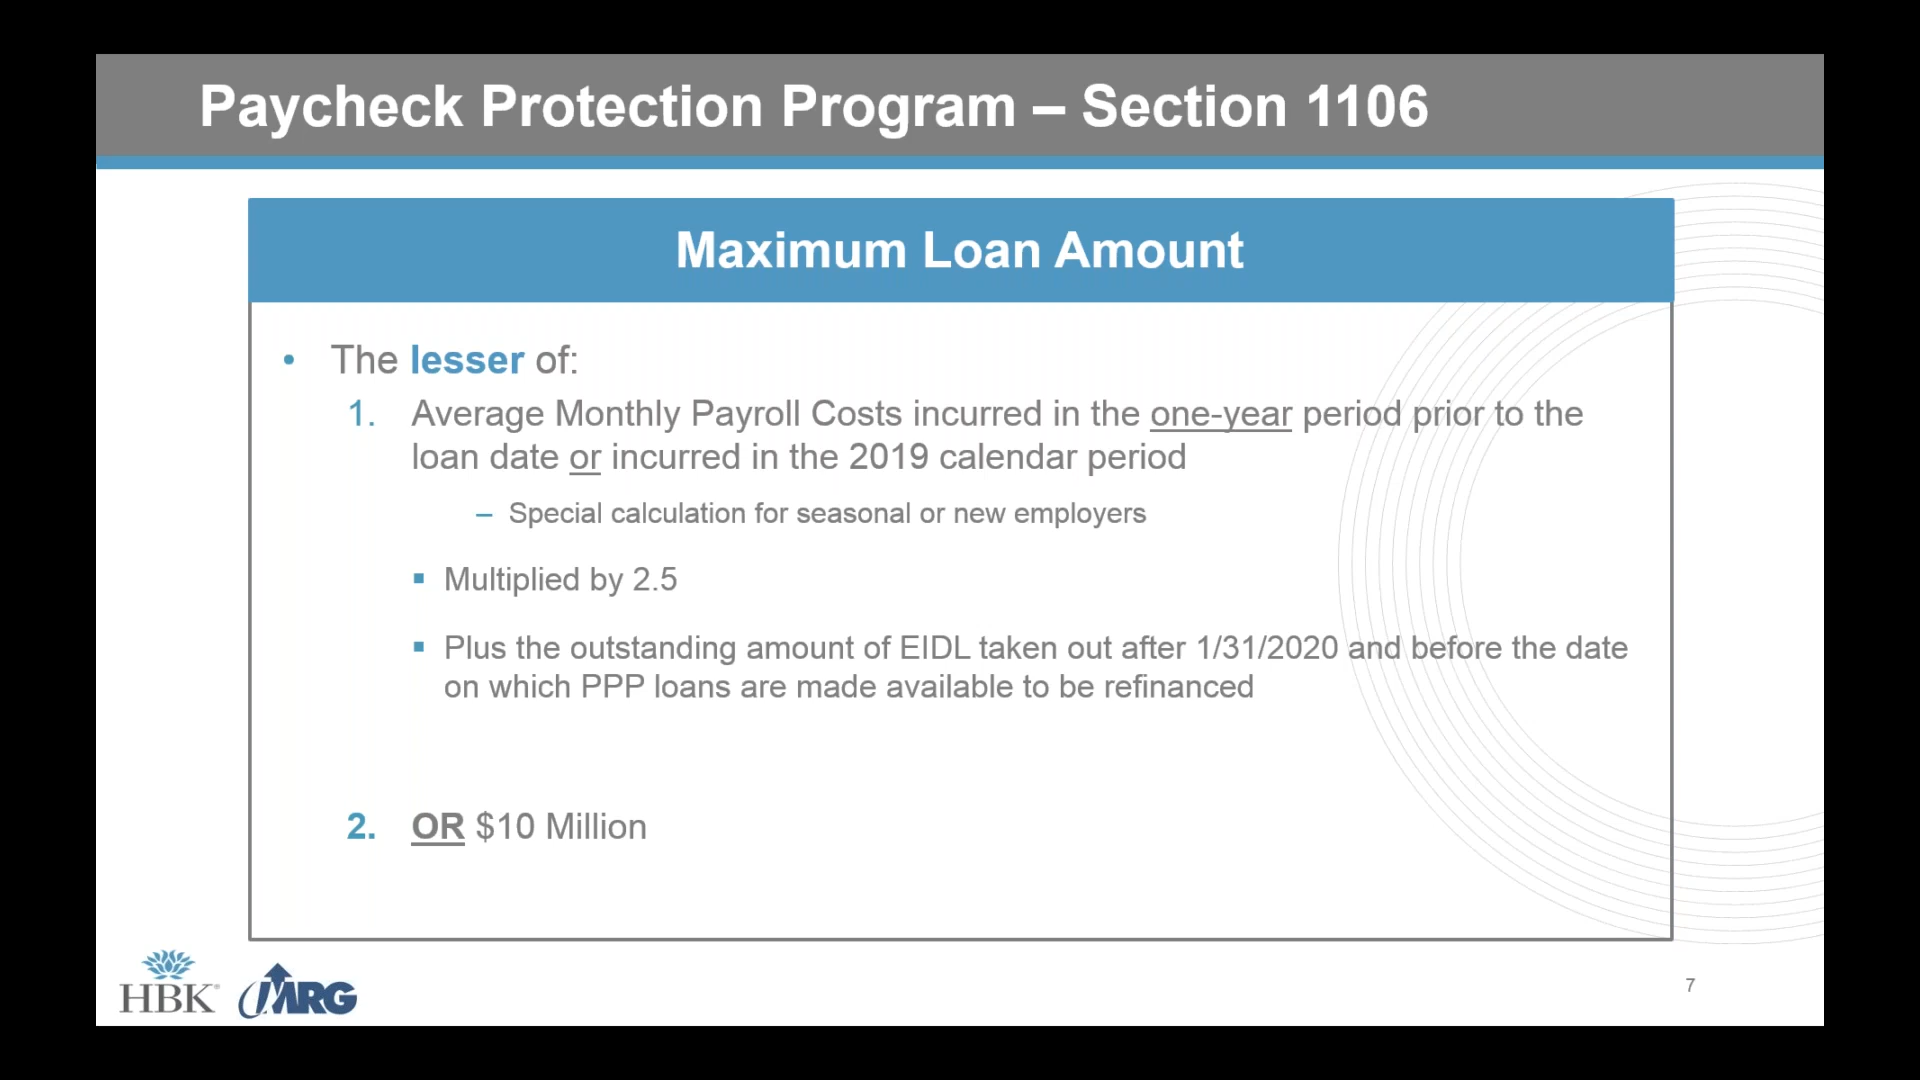 Paycheck Protection Program – Section 1106
Maximum Loan Amount
• The lesser of:
1. Average Monthly Payroll Costs incurred in the one-year period prior to the
loan date or incurred in the 2019 calendar period
– Special calculation for seasonal or new employers
▪ Multiplied by 2.5
▪ Plus the outstanding amount of EIDL taken out after 1/31/2020 and before the date
on which PPP loans are made available to be refinanced
2. OR $10 Million
HBK®
MRG
7